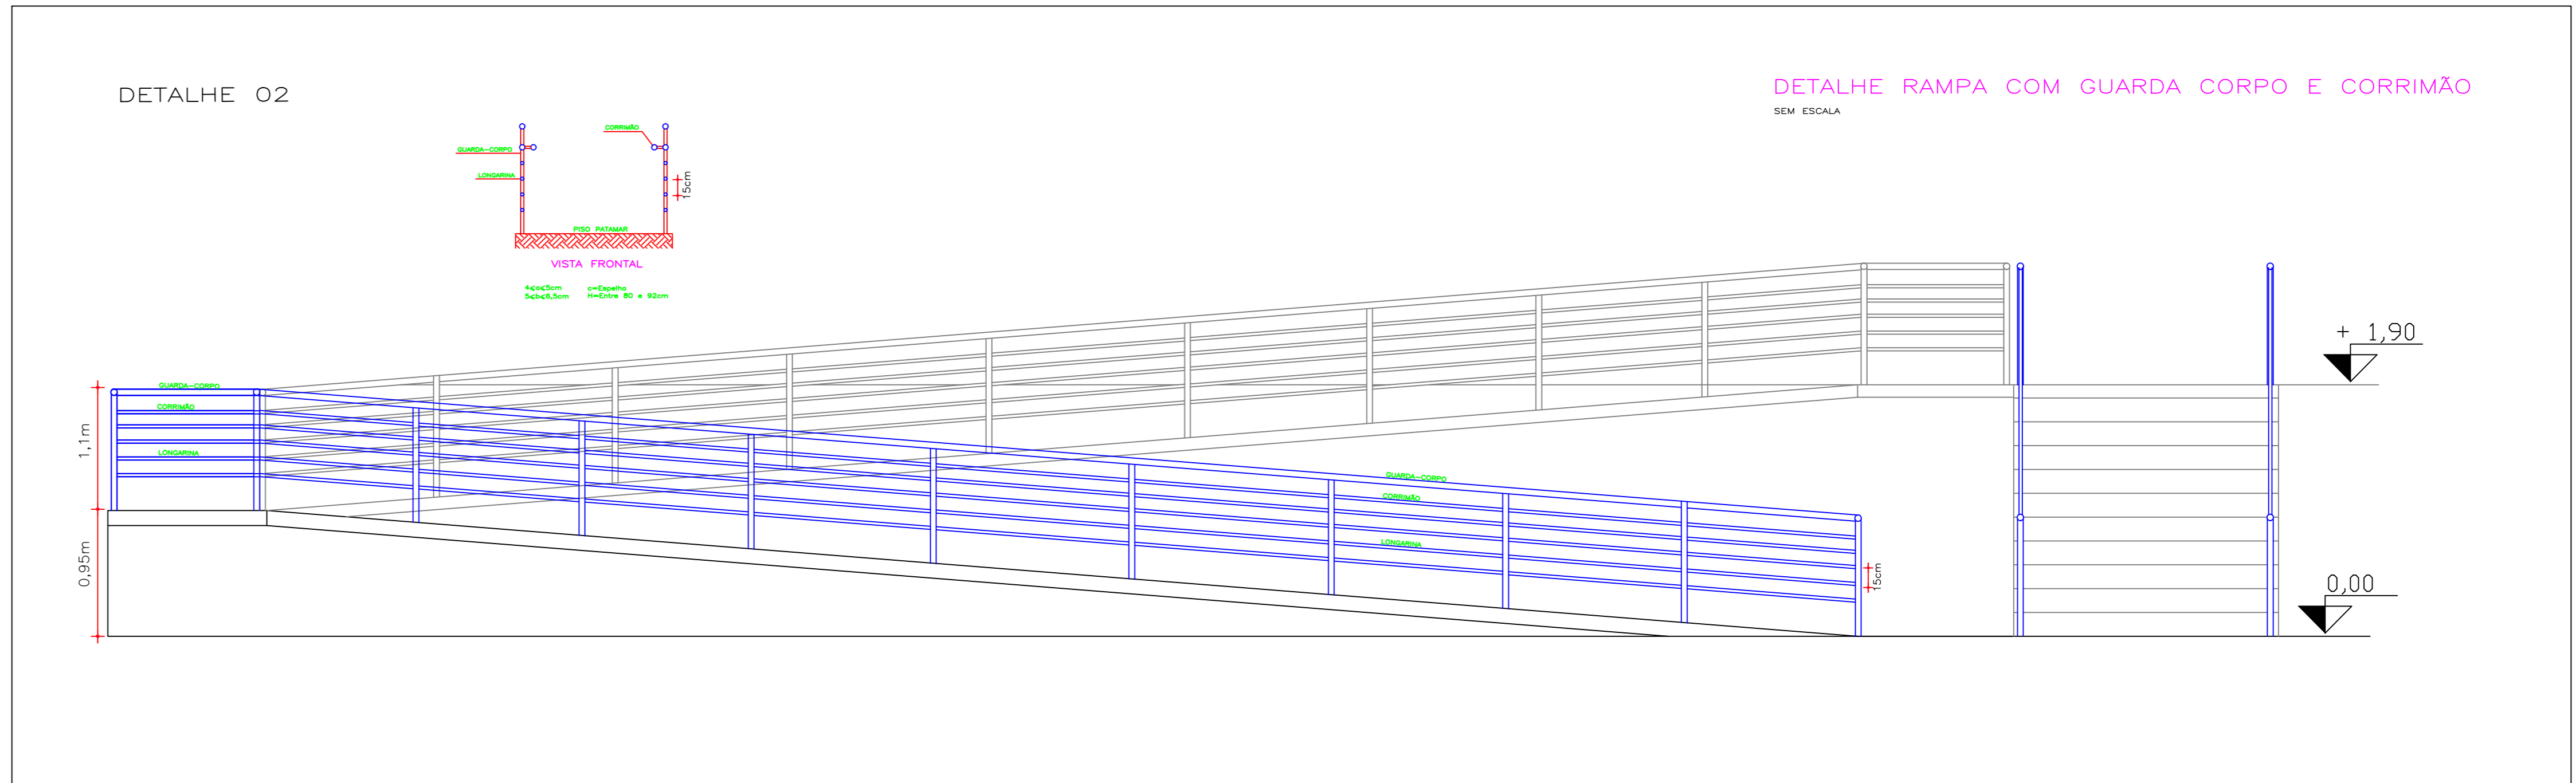 DETALHE 02
DETALHE RAMPA COM GUARDA CORPO E CORRIMÃO
SEM ESCALA
CORRIMÃO
GUARDA-CORPO
LONGARINA
15cm
PISO PATAMAR
VISTA FRONTAL
4≤a≤5cm c=Espelho
5≤b≤6.5cm H=Entre 80 e 92cm
+ 1,90
GUARDA-CORPO
CORRIMÃO
LONGARINA
1,1m
0,95m
GUARDA-CORPO
CORRIMÃO
LONGARINA
15cm
0,00